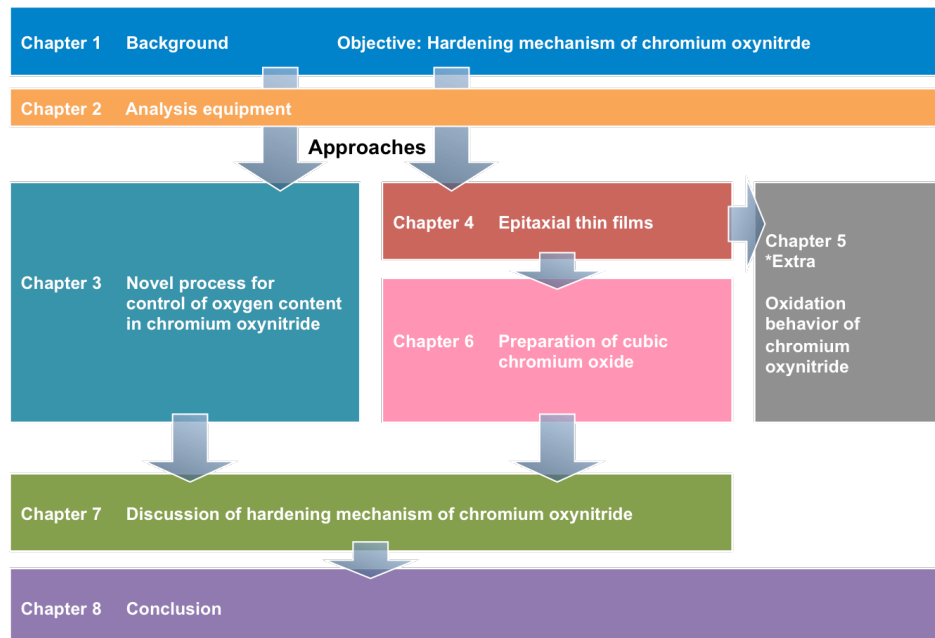 Chapter 1 Background Objective: Hardening mechanism of chromium oxynitrde
Chapter 2 Analysis equipment
Approaches
Chapter 3 Novel process for
control of oxygen content
in chromium oxynitride
Chapter 4 Epitaxial thin films
Chapter 5
*Extra
Oxidation
behavior of
chromium
oxynitride
Chapter 6 Preparation of cubic
chromium oxide
Chapter 7 Discussion of hardening mechanism of chromium oxynitride
Chapter 8 Conclusion